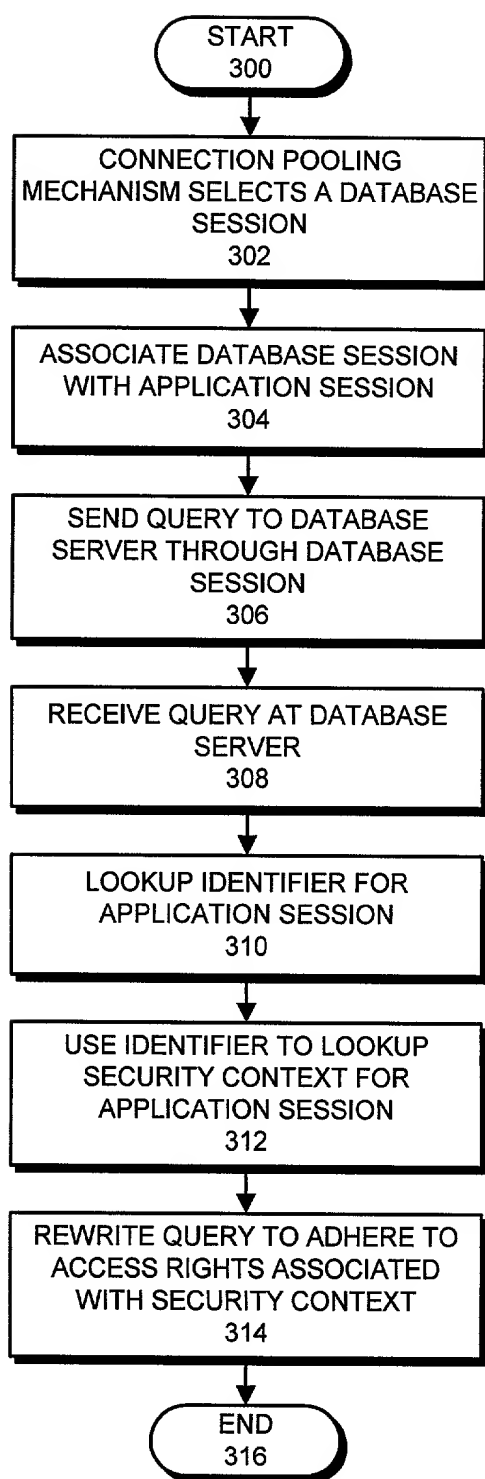 START
300
CONNECTION POOLING
MECHANISM SELECTS A DATABASE
SESSION
302
ASSOCIATE DATABASE SESSION
WITH APPLICATION SESSION
304
SEND QUERY TO DATABASE
SERVER THROUGH DATABASE
SESSION
306
RECEIVE QUERY AT DATABASE
SERVER
308
LOOKUP IDENTIFIER FOR
APPLICATION SESSION
310
USE IDENTIFIER TO LOOKUP
SECURITY CONTEXT FOR
APPLICATION SESSION
312
REWRITE QUERY TO ADHERE TO
ACCESS RIGHTS ASSOCIATED
WITH SECURITY CONTEXT
314
END
316